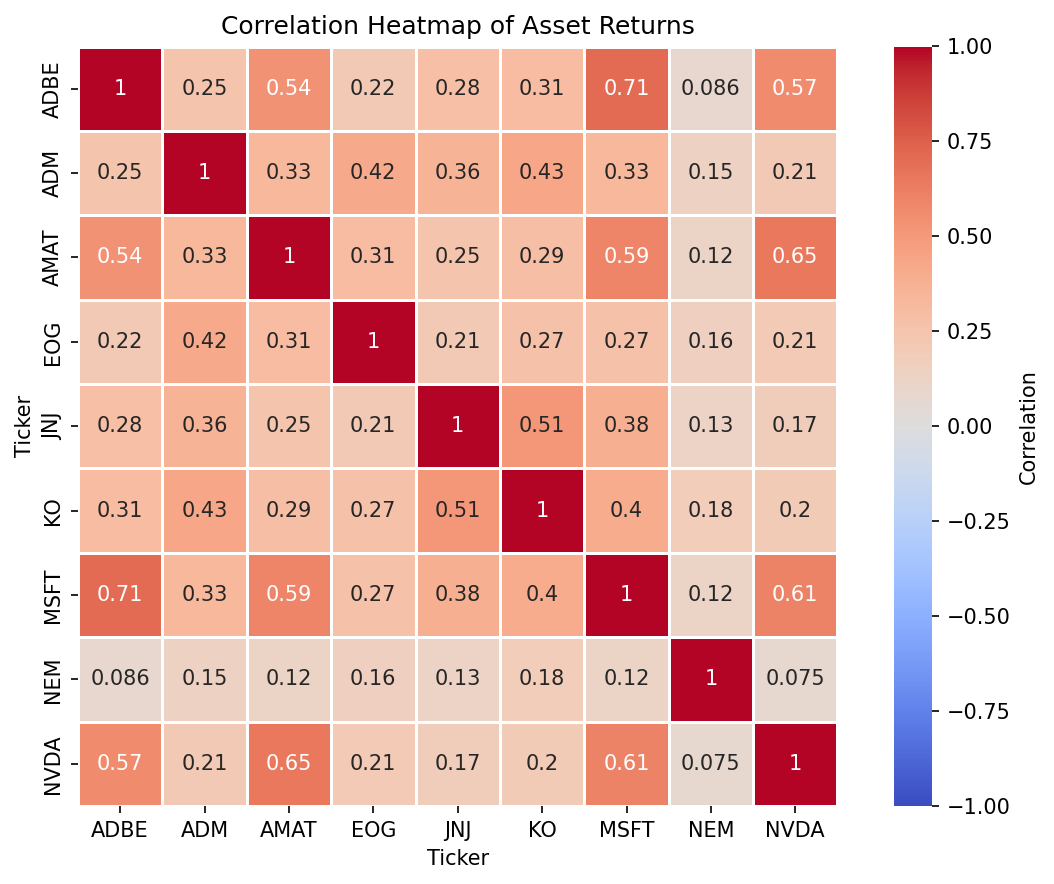 Correlation Heatmap of Asset Returns
ADBE 1 0.25 0.54 0.22 0.28 0.31 0.71 0.086 0.57
ADM 0.25 1 0.33 0.42 0.36 0.43 0.33 0.15 0.21
AMAT 0.54 0.33 1 0.31 0.25 0.29 0.59 0.12 0.65
EOG 0.22 0.42 0.31 1 0.21 0.27 0.27 0.16 0.21
JNJ 0.28 0.36 0.25 0.21 1 0.51 0.38 0.13 0.17
KO 0.31 0.43 0.29 0.27 0.51 1 0.4 0.18 0.2
MSFT 0.71 0.33 0.59 0.27 0.38 0.4 1 0.12 0.61
NEM 0.086 0.15 0.12 0.16 0.13 0.18 0.12 1 0.075
NVDA 0.57 0.21 0.65 0.21 0.17 0.2 0.61 0.075 1
ADBE ADM AMAT EOG JNJ KO MSFT NEM NVDA
Ticker
Ticker
1.00
0.75
0.50
0.25
0.00
−0.25
−0.50
−0.75
−1.00
Correlation